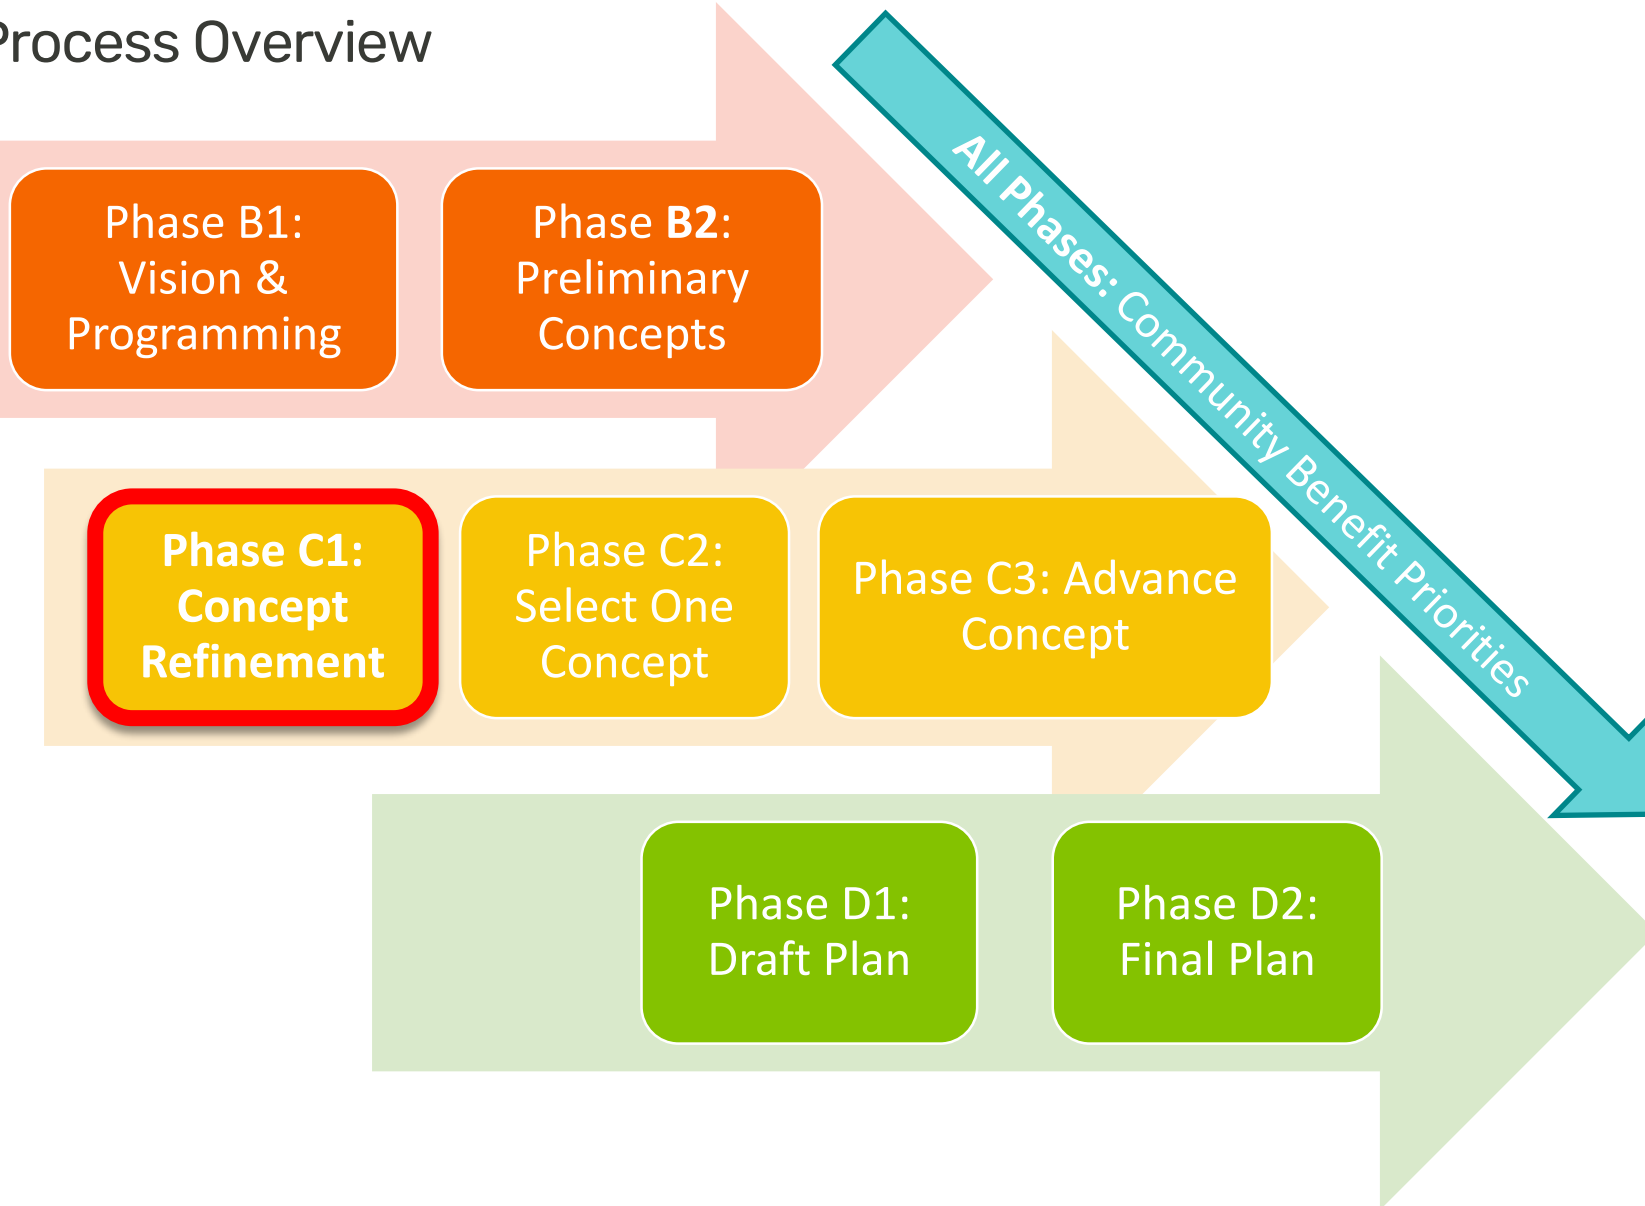 Process Overview
Phase B1:
Vision &
Programming
Phase B2:
Preliminary
Concepts
All Phases: Community Benefit Priorities
Phase C1:
Concept
Refinement
Phase C2:
Select One
Concept
Phase C3: Advance
Concept
Phase D1:
Draft Plan
Phase D2:
Final Plan